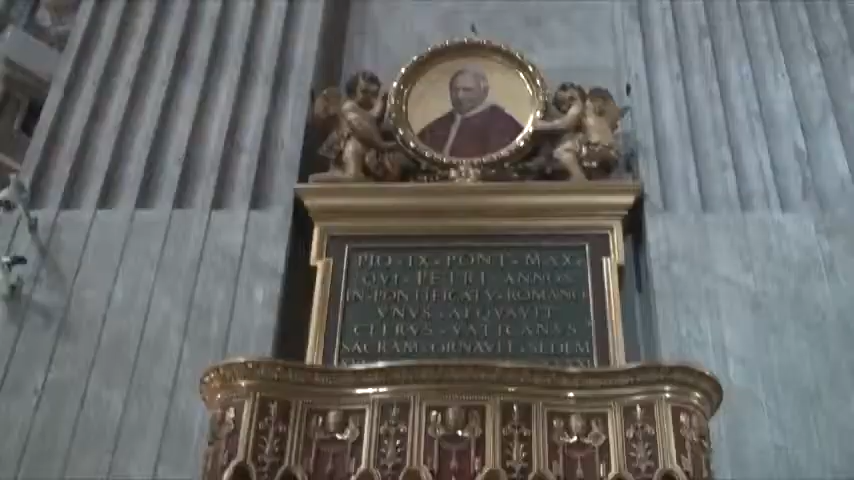 PIO·IX·PONT·MAX·
QVI·PETRI·ANNOS
IN·PONTIFICATV·ROMANO
VNVS·AEQVAVIT
CLERVS·VATICANVS
SACRAM·ORNAVIT·SEDEM